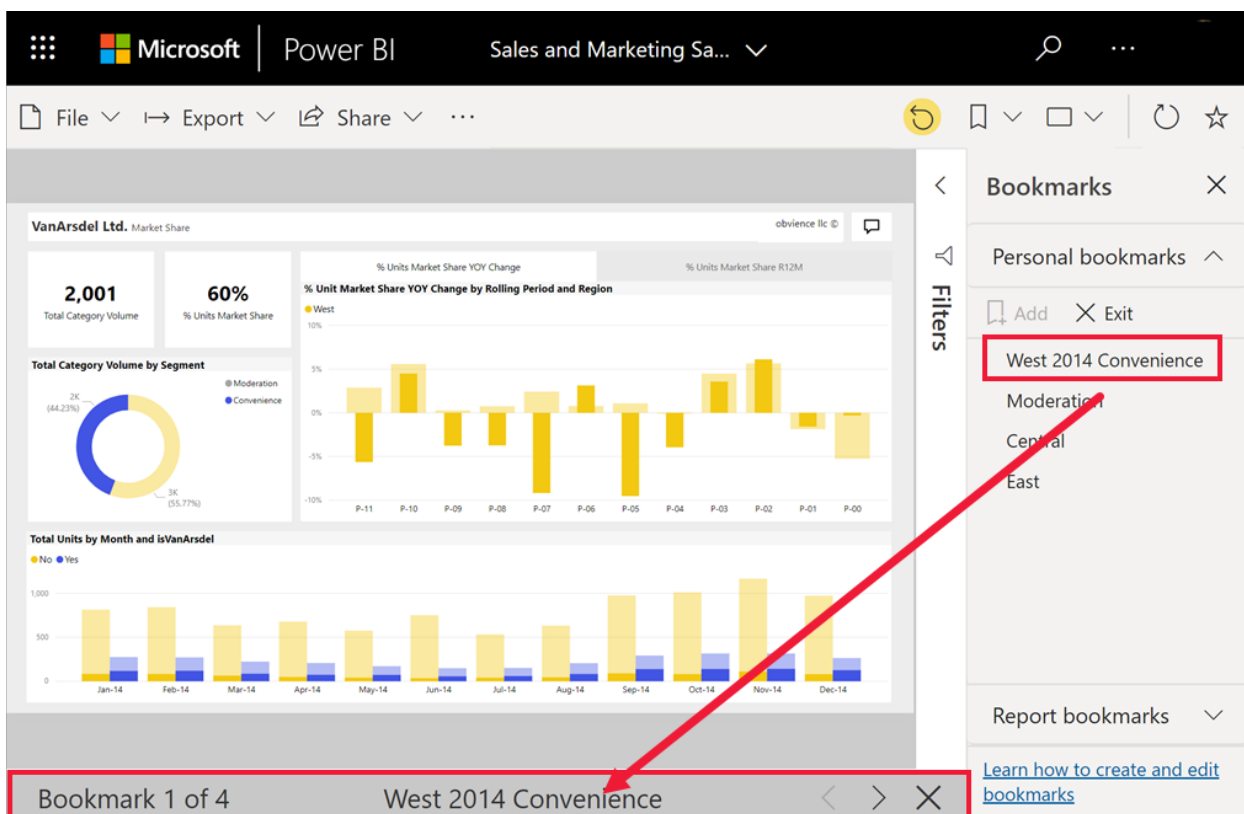 Microsoft Power BI Sales and Marketing Sa...
File Export Share ...
Bookmarks
VanArsdel Ltd. Market Share
obvience llc ©
Personal bookmarks
2,001
Total Category Volume
60%
% Units Market Share
% Units Market Share YOY Change
% Units Market Share R12M
% Unit Market Share YOY Change by Rolling Period and Region
West
10%
5%
0%
-5%
-10%
P-11 P-10 P-09 P-08 P-07 P-06 P-05 P-04 P-03 P-02 P-01 P-00
Filters
Add Exit
West 2014 Convenience
Moderation
Central
East
Total Category Volume by Segment
Moderation
Convenience
2K
(44.23%)
3K
(55.77%)
Total Units by Month and isVanArsdel
No Yes
1,000
500
0
Jan-14 Feb-14 Mar-14 Apr-14 May-14 Jun-14 Jul-14 Aug-14 Sep-14 Oct-14 Nov-14 Dec-14
Report bookmarks
Learn how to create and edit
bookmarks
Bookmark 1 of 4 West 2014 Convenience